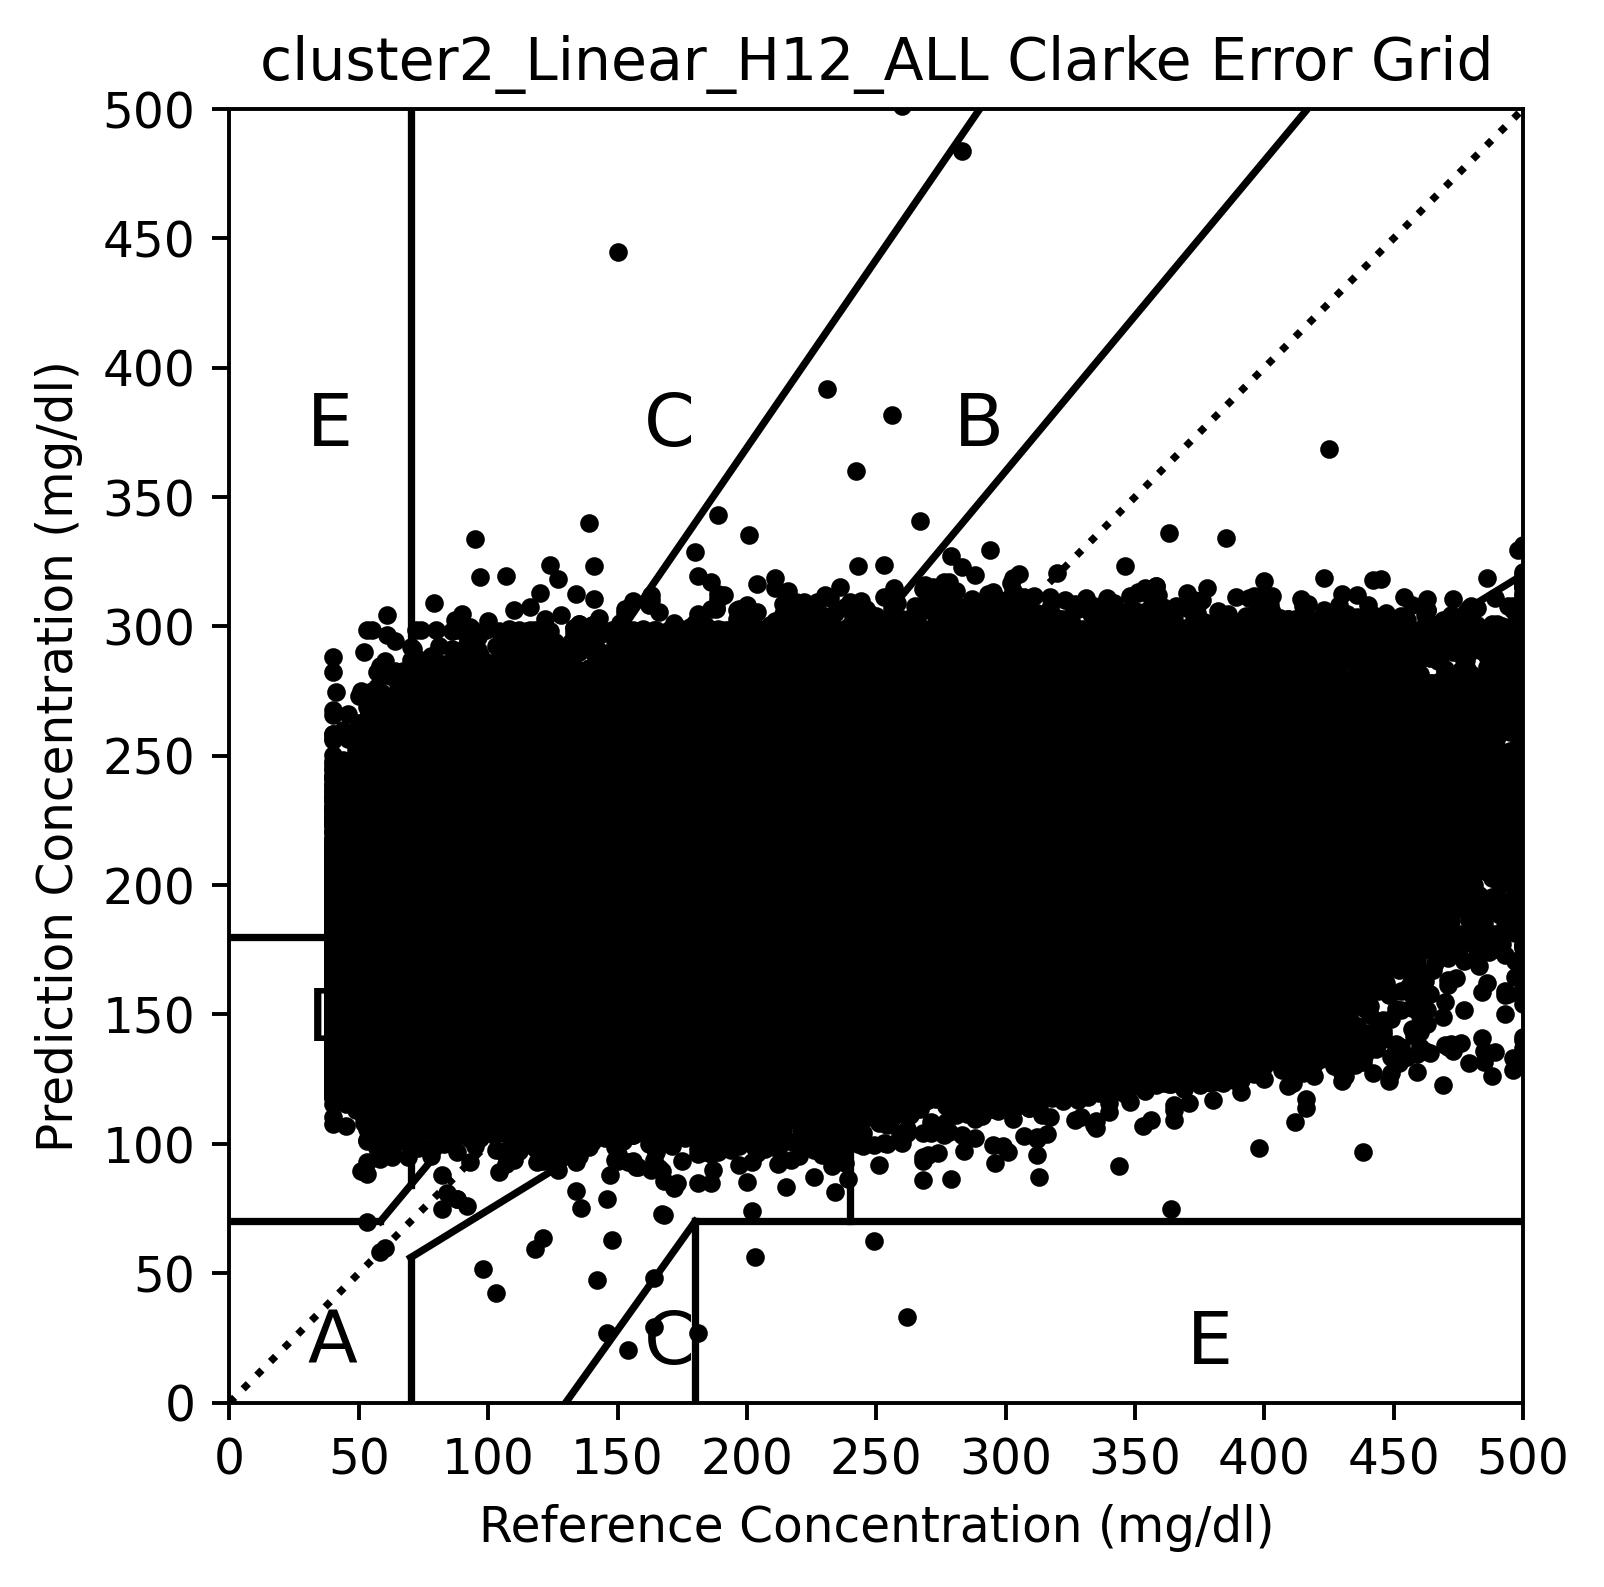 cluster2_Linear_H12_ALL Clarke Error Grid
Prediction Concentration (mg/dl)
500
450
400
350
300
250
200
150
100
50
0
E
C
B
A
C
E
0 50 100 150 200 250 300 350 400 450 500
Reference Concentration (mg/dl)